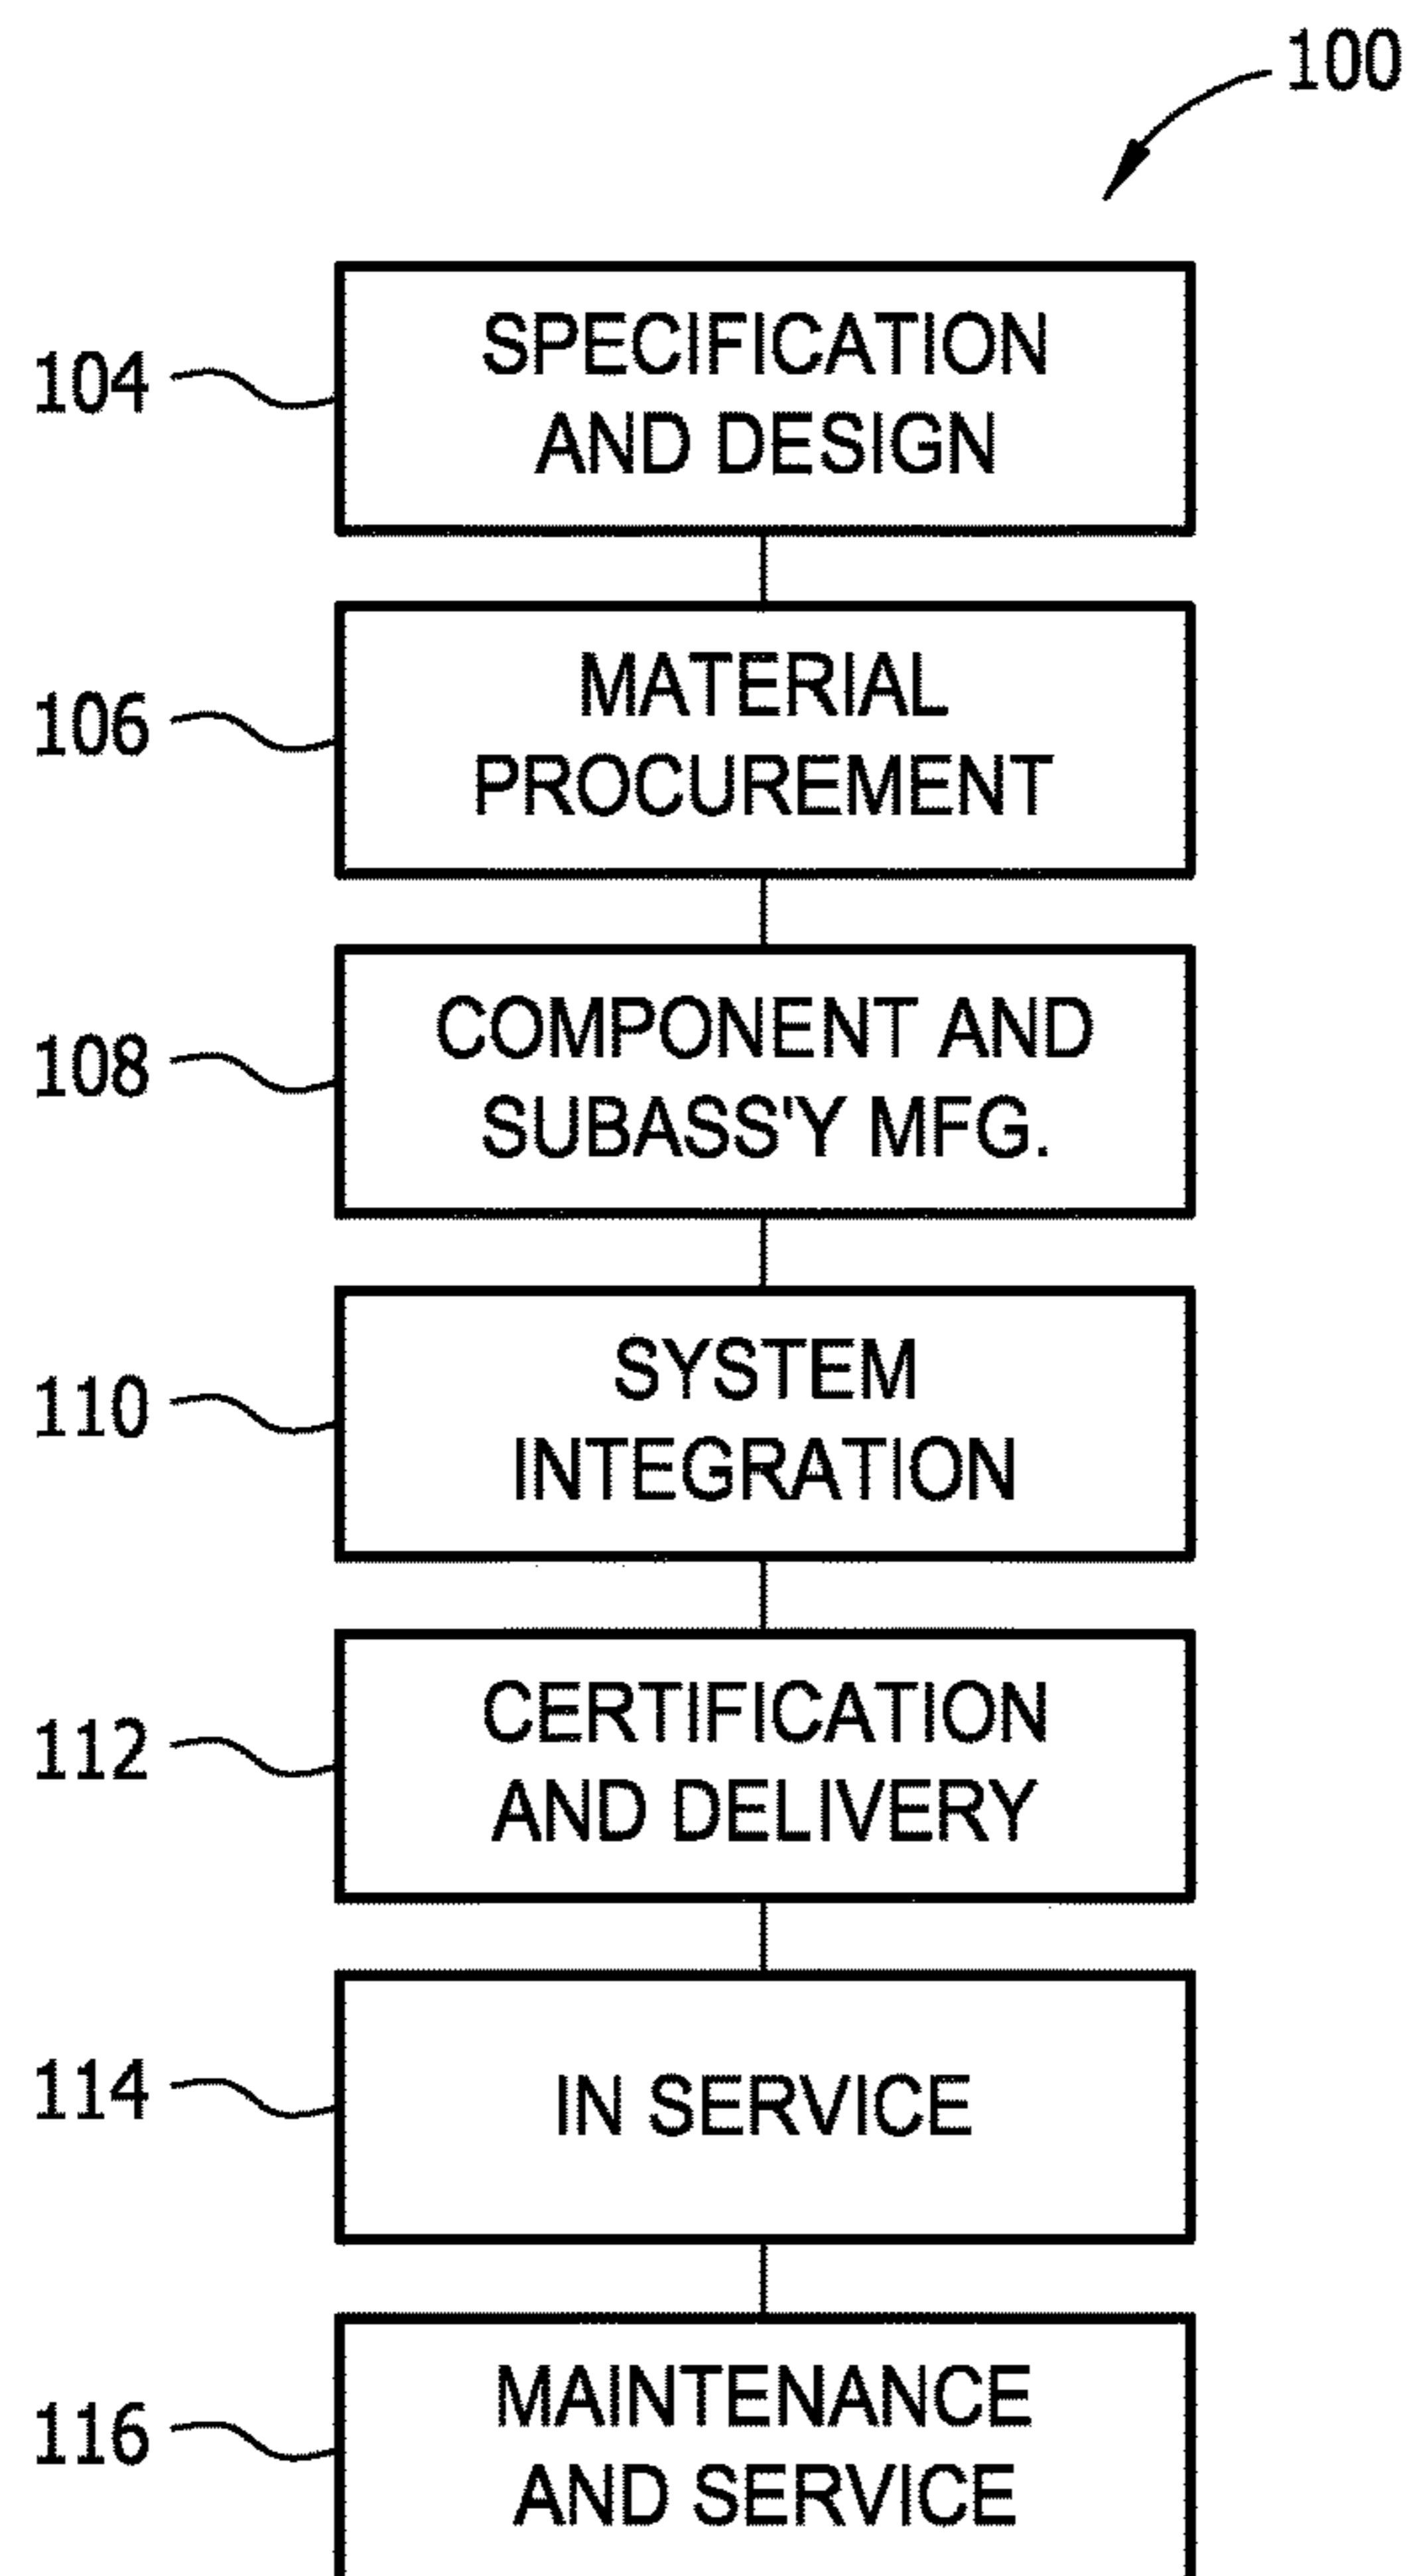 100
104
SPECIFICATION
AND DESIGN
106
MATERIAL
PROCUREMENT
108
COMPONENT AND
SUBASS'Y MFG.
110
SYSTEM
INTEGRATION
112
CERTIFICATION
AND DELIVERY
114
IN SERVICE
116
MAINTENANCE
AND SERVICE